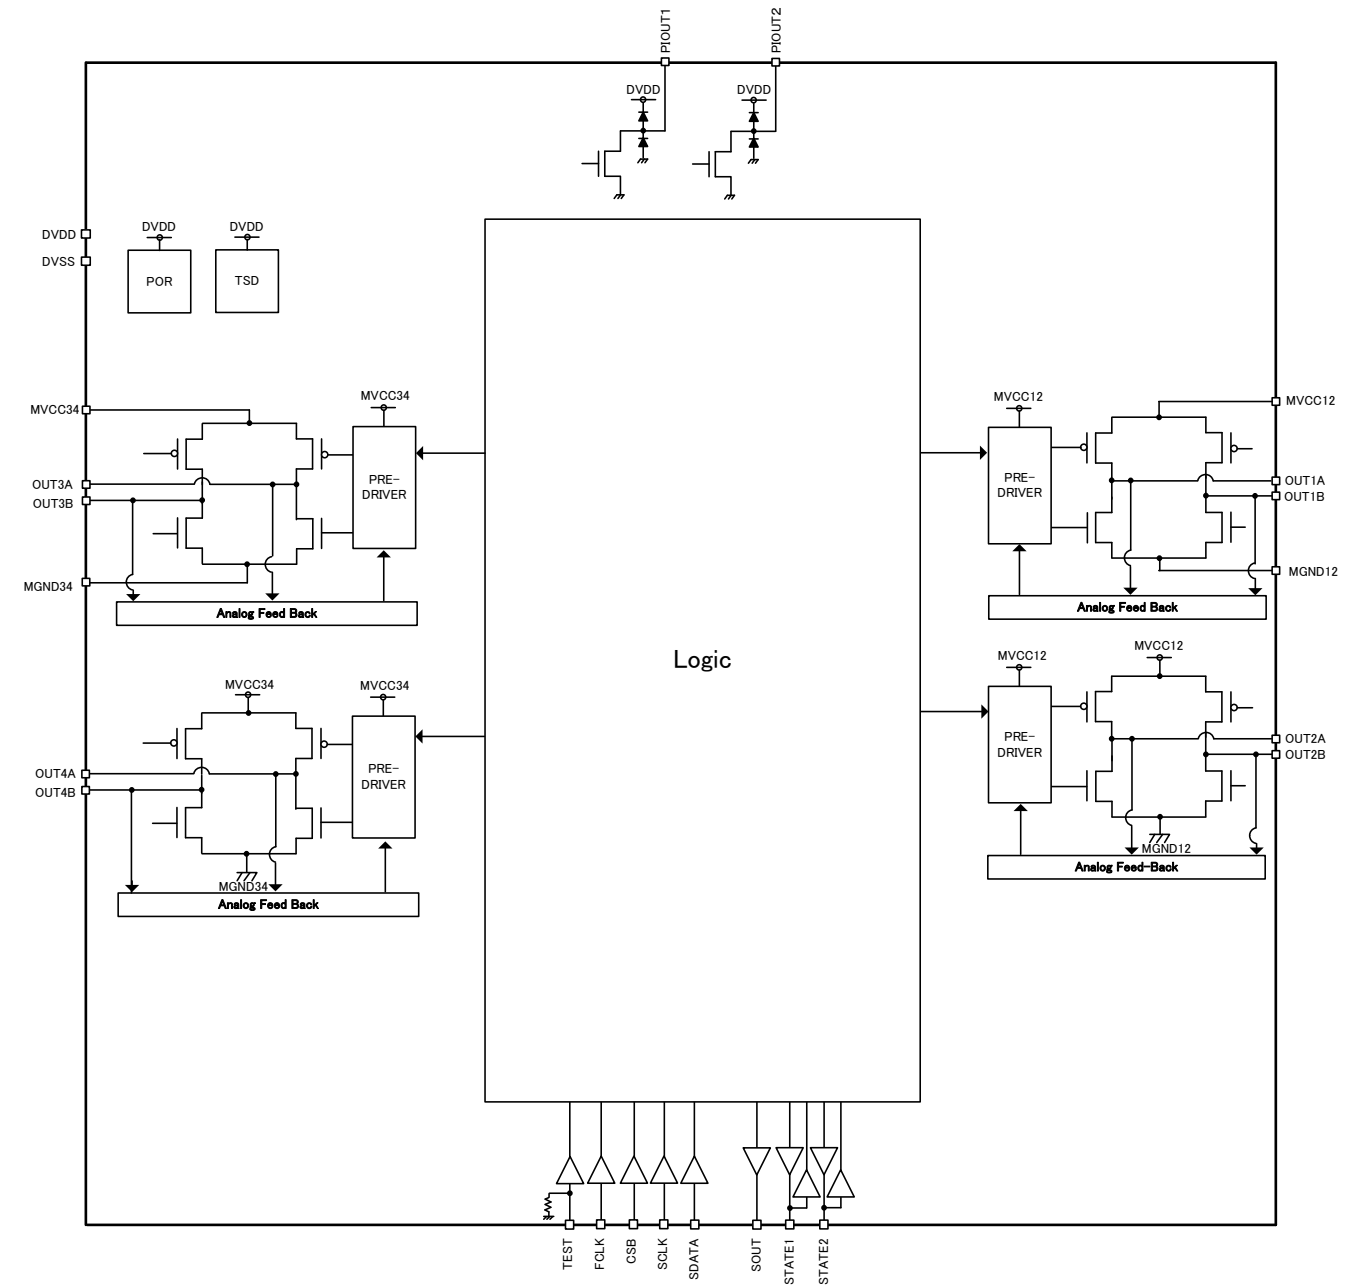 PIOUT1
PIOUT2
DVDD
DVDD
DVDD
DVSS
DVDD
DVDD
POR
TSD
MVCC34
OUT3A
OUT3B
MGND34
MVCC34
PRE-
DRIVER
Analog Feed Back
MVCC34
MVCC34
PRE-
DRIVER
OUT4A
OUT4B
MGND34
Analog Feed Back
Logic
MVCC12
PRE-
DRIVER
MVCC12
OUT1A
OUT1B
MGND12
Analog Feed Back
MVCC12
MVCC12
PRE-
DRIVER
OUT2A
OUT2B
MGND12
Analog Feed-Back
TEST
FCLK
CSB
SCLK
SDATA
SOUT
STATE1
STATE2